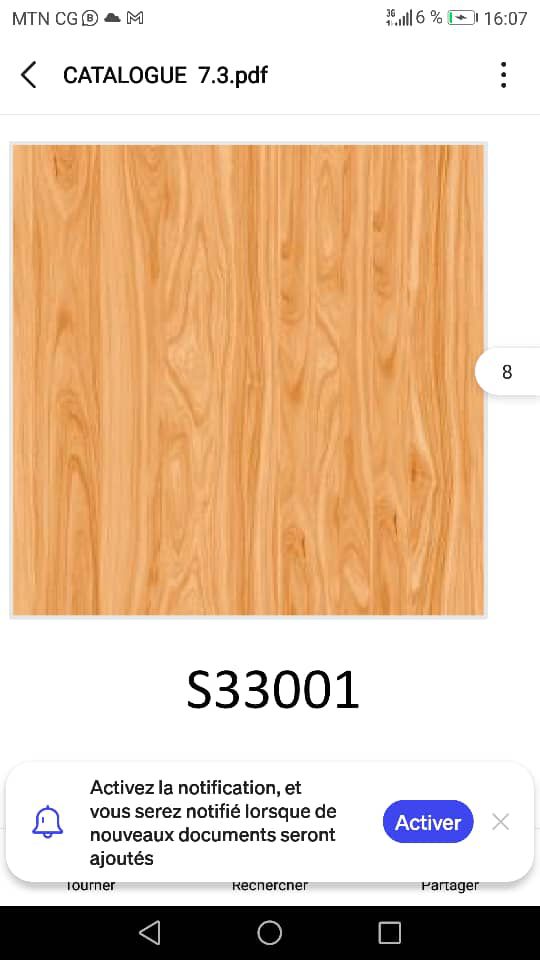 MTN CG B M 3G 6 % 16:07
CATALOGUE 7.3.pdf
8
S33001
Activez la notification, et
vous serez notifié lorsque de
nouveaux documents seront
ajoutés
Activer
Tourner Rechercher Partager